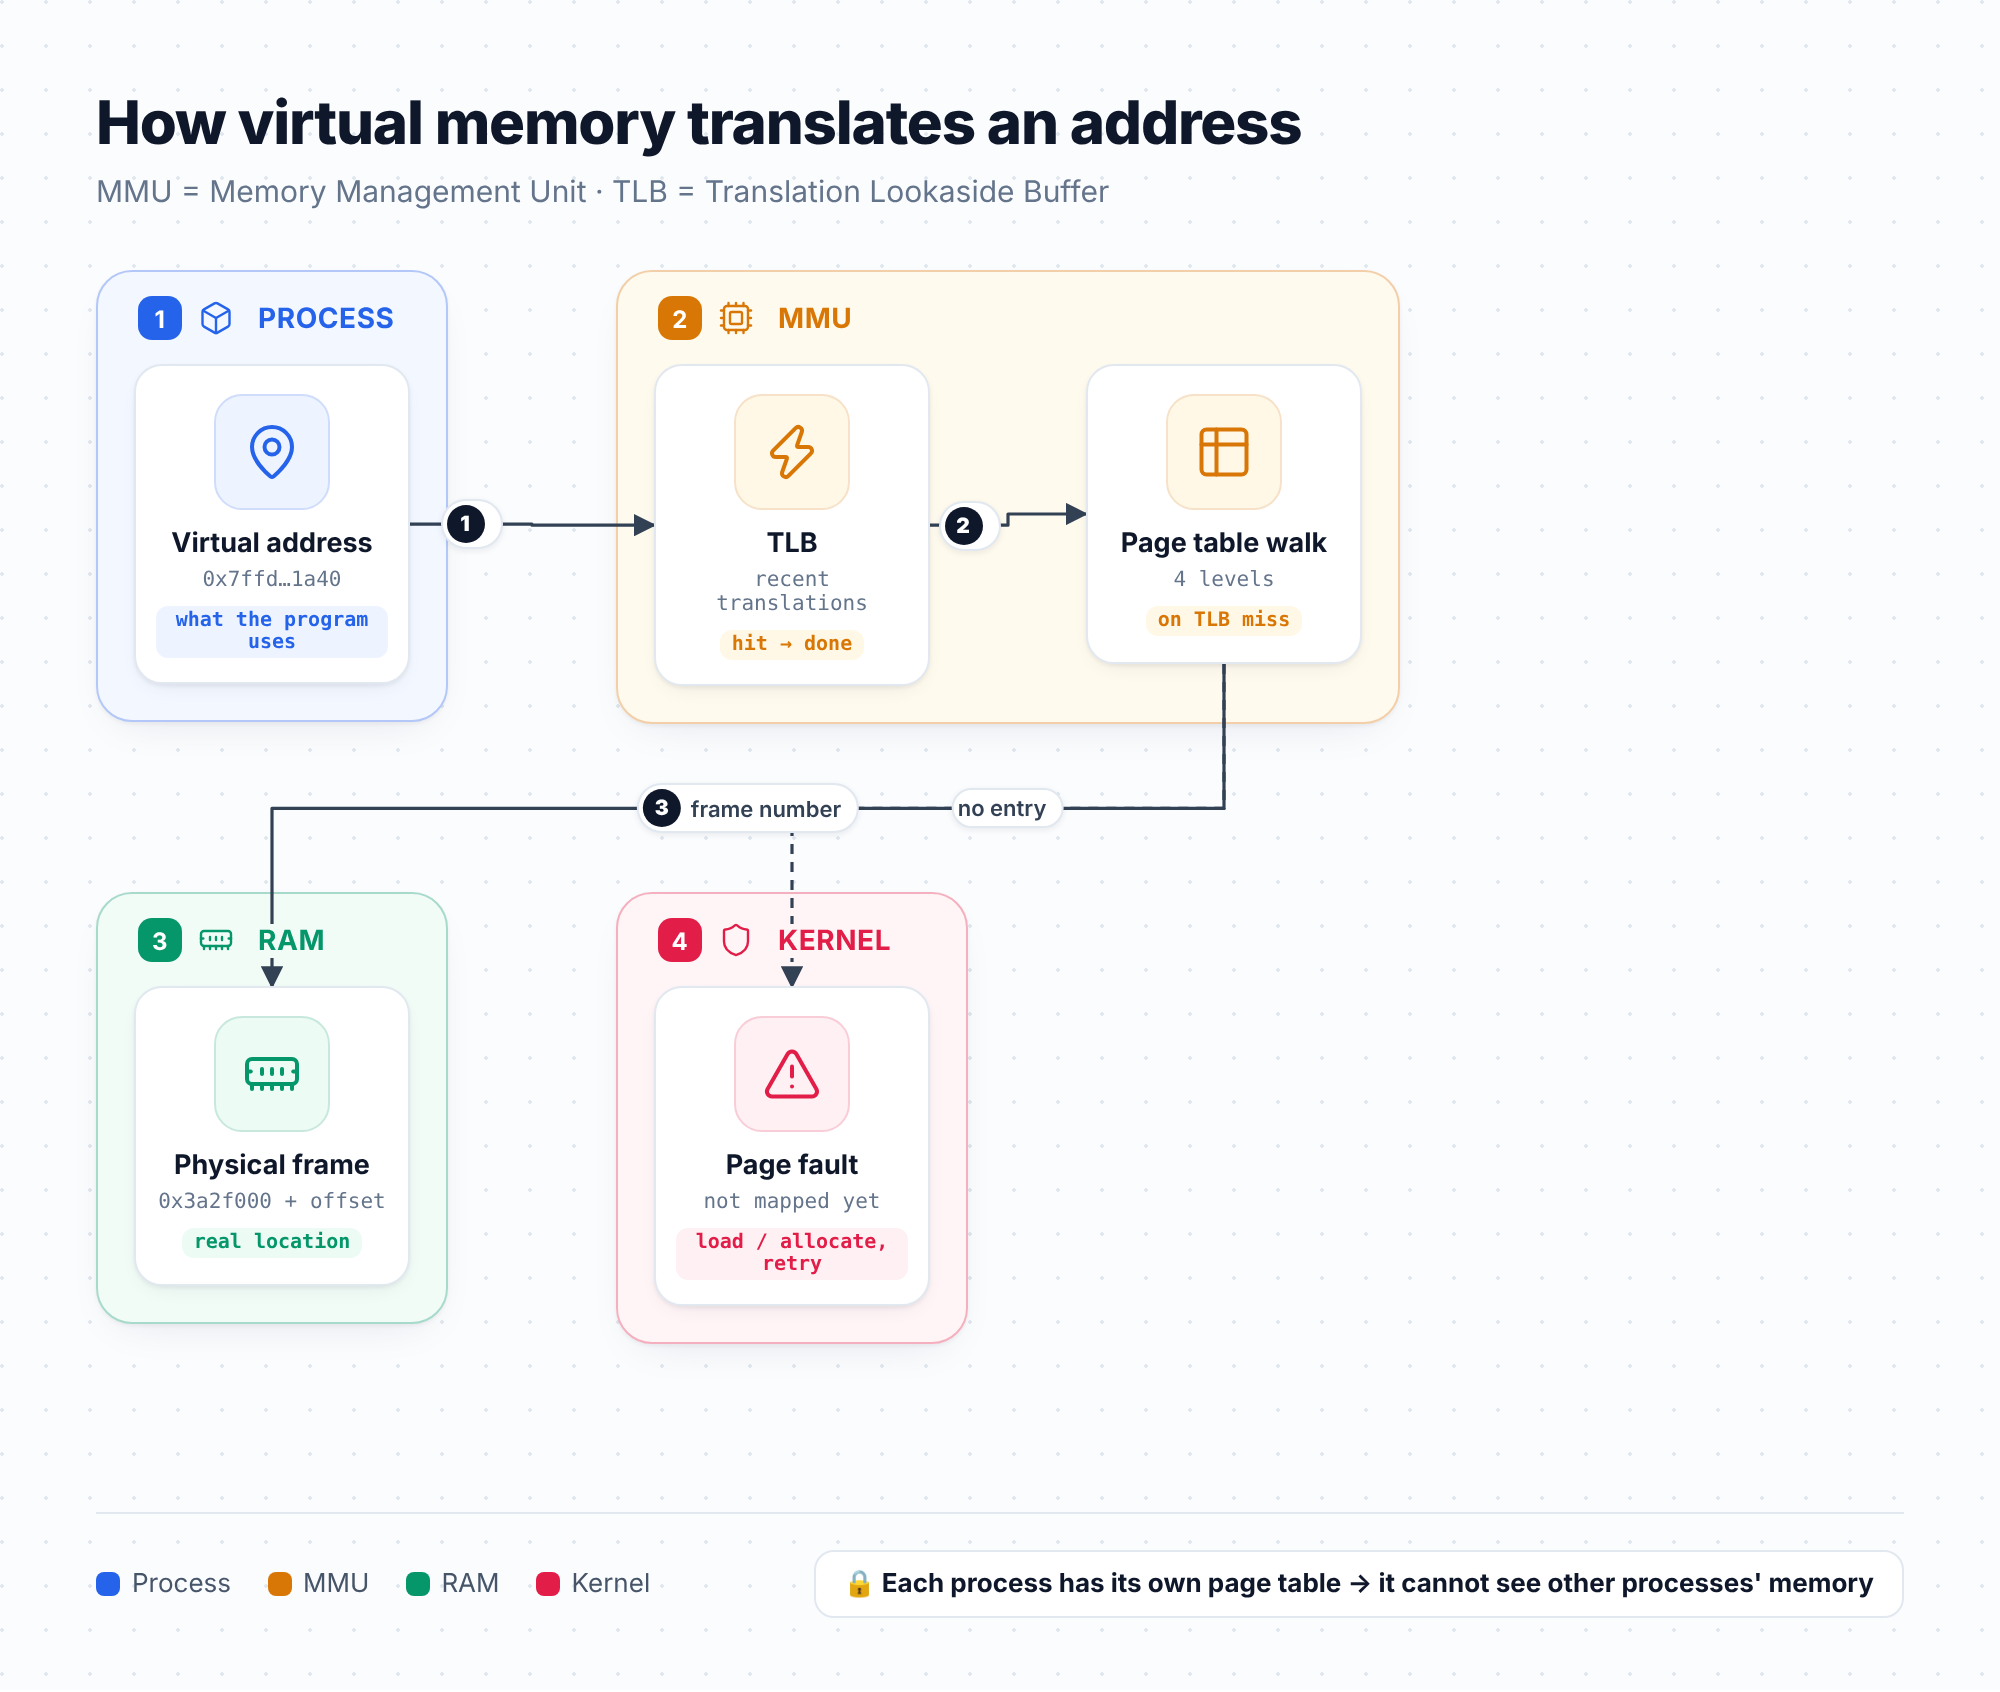 How virtual memory translates an address
MMU = Memory Management Unit · TLB = Translation Lookaside Buffer
1 PROCESS
Virtual address
0x7ffd…1a40
what the program
uses
1
2 MMU
TLB
recent
translations
hit → done
2
Page table walk
4 levels
on TLB miss
3 frame number
no entry
3 RAM
Physical frame
0x3a2f000 + offset
real location
4 KERNEL
Page fault
not mapped yet
load / allocate,
retry
Process MMU RAM Kernel
🔒 Each process has its own page table → it cannot see other processes' memory